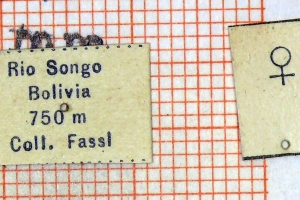 Rio Songo
Bolivia
750 m
Coll. Fassl
♀